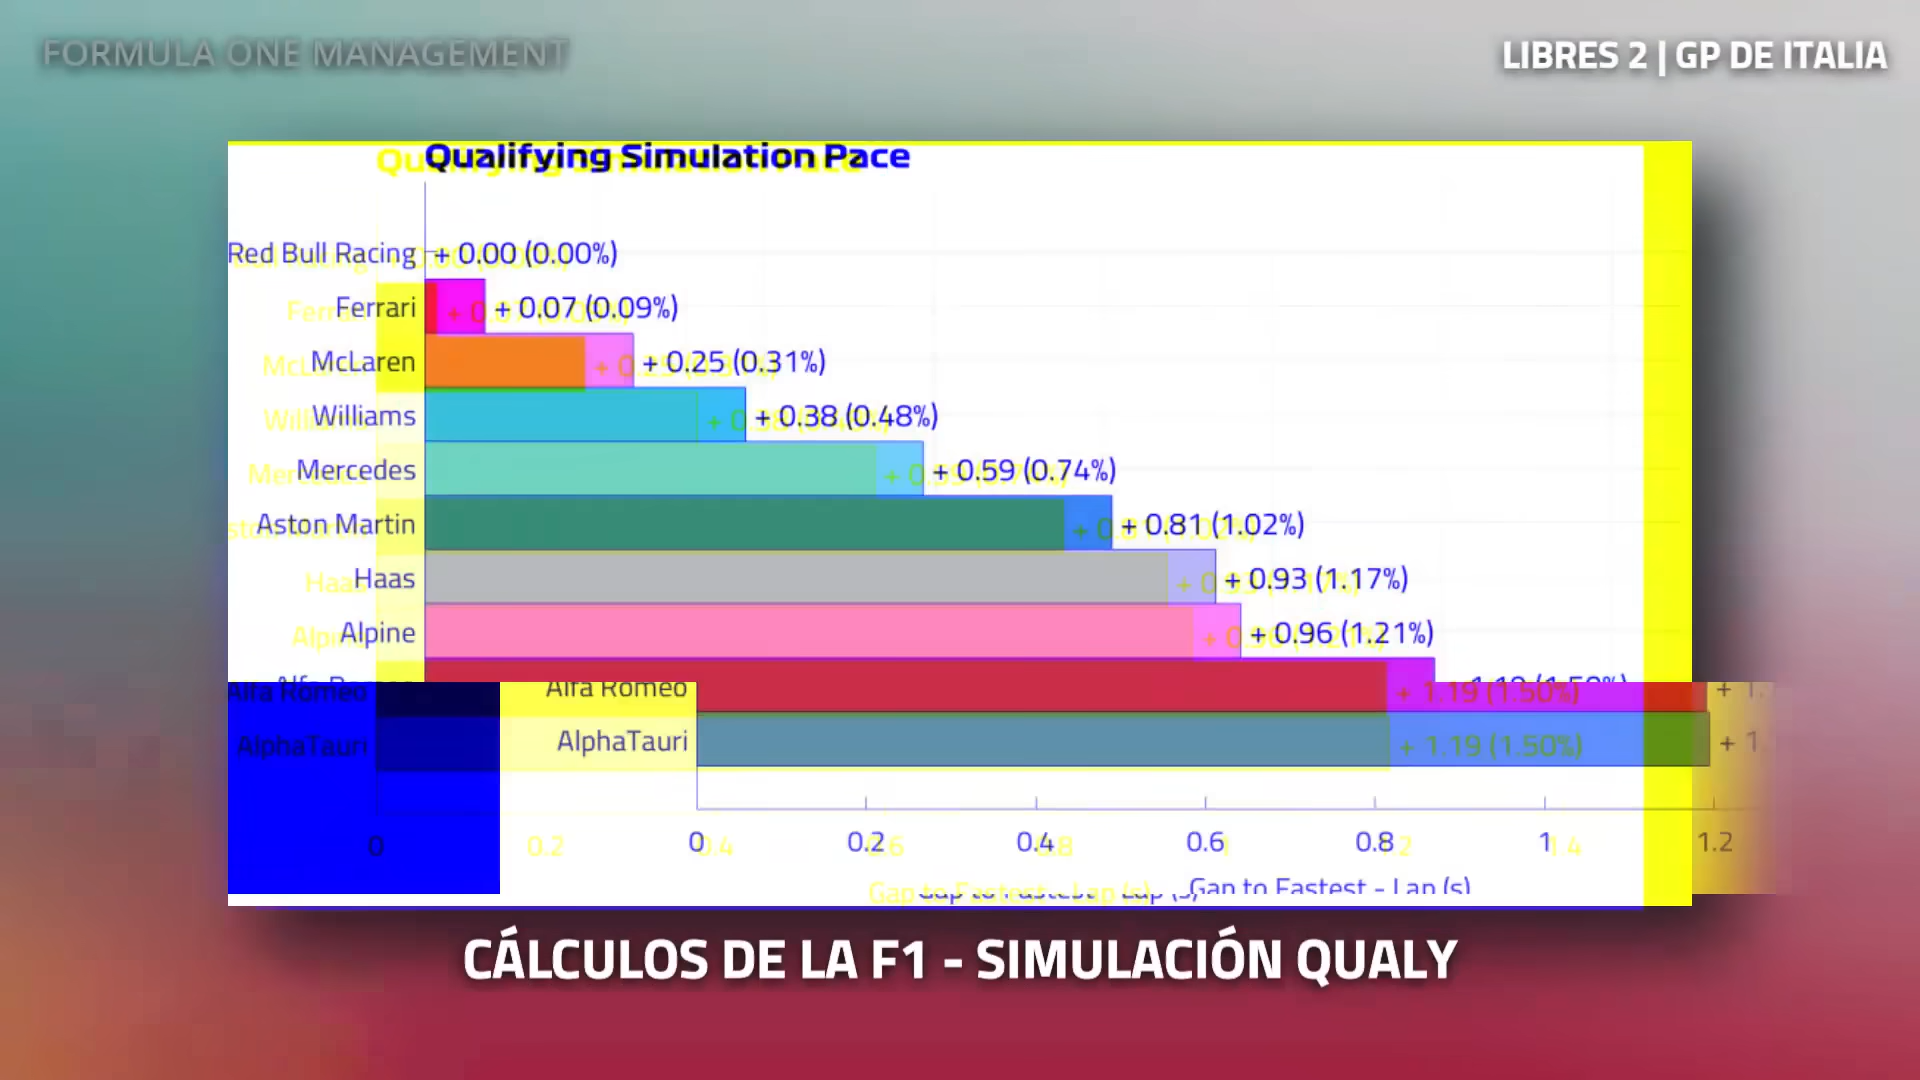 FORMULA ONE MANAGEMENT
LIBRES 2 | GP DE ITALIA
Qualifying Simulation Pace
Red Bull Racing + 0.00 (0.00%)
Ferrari + 0.07 (0.09%)
McLaren + 0.25 (0.31%)
Williams + 0.38 (0.48%)
Mercedes + 0.59 (0.74%)
Aston Martin + 0.81 (1.02%)
Haas + 0.93 (1.17%)
Alpine + 0.96 (1.21%)
Alfa Romeo + 1.19 (1.50%)
AlphaTauri + 1.19 (1.50%)
0 0.2 0.4 0.6 0.8 1 1.2
Gap to Fastest - Lap (s)
CÁLCULOS DE LA F1 - SIMULACIÓN QUALY